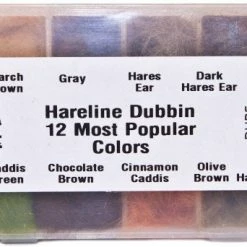 arch Gray Hares Dark
own Ear Hares Ear
Hareline Dubbin
12 Most Popular
Colors
addis Chocolate Cinnamon Olive
reen Brown Caddis Brown Ha